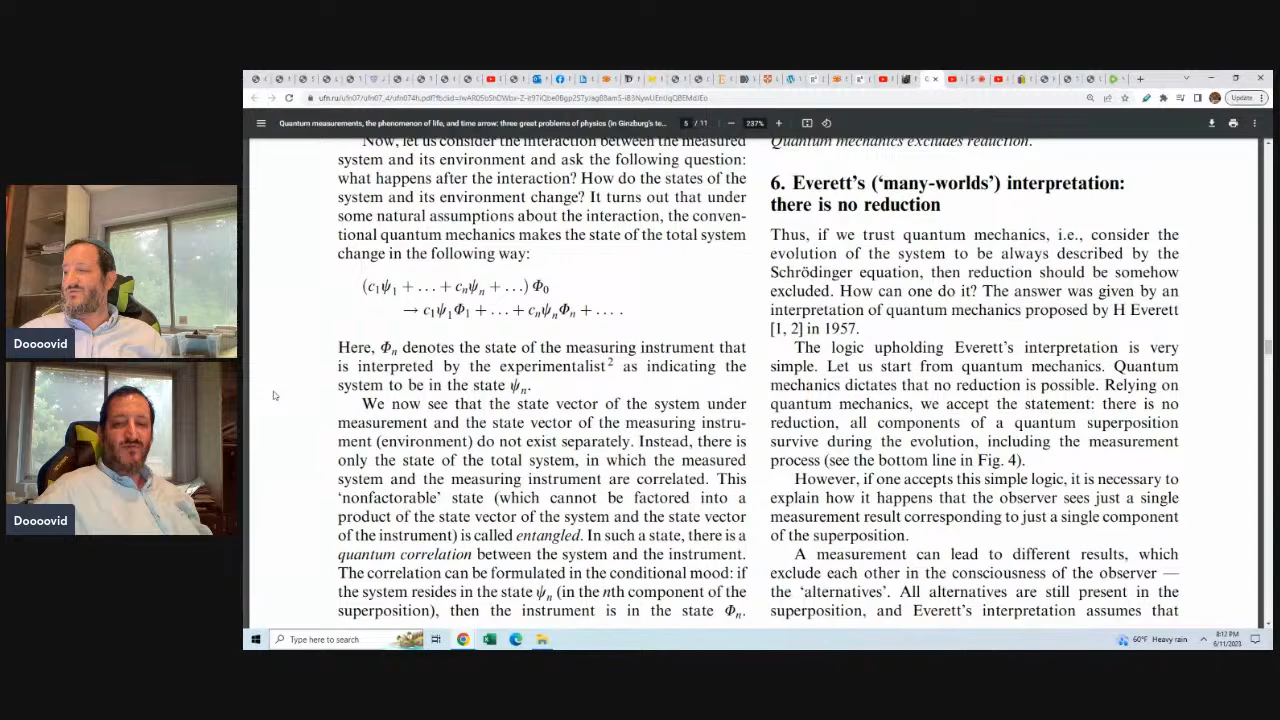 Update
ufn.ru/ufn07/ufn07_4/ufn074h.pdf?fbclid=
Quantum measurements, the phenomenon of life, and time arrow: three great problems of physics (in Ginzburg's te...
5 / 11
237%
Now, let us consider the interaction between the measured
system and its environment and ask the following question:
what happens after the interaction? How do the states of the
system and its environment change? It turns out that under
some natural assumptions about the interaction, the conven-
tional quantum mechanics makes the state of the total system
change in the following way:
(c₁ψ₁ + … + cₙψₙ + …) Φ₀
→ c₁ψ₁Φ₁ + … + cₙψₙΦₙ + … .
Here, Φₙ denotes the state of the measuring instrument that
is interpreted by the experimentalist ² as indicating the
system to be in the state ψₙ.
We now see that the state vector of the system under
measurement and the state vector of the measuring instru-
ment (environment) do not exist separately. Instead, there is
only the state of the total system, in which the measured
system and the measuring instrument are correlated. This
‘nonfactorable’ state (which cannot be factored into a
product of the state vector of the system and the state vector
of the instrument) is called entangled. In such a state, there is a
quantum correlation between the system and the instrument.
The correlation can be formulated in the conditional mood: if
the system resides in the state ψₙ (in the nth component of the
superposition), then the instrument is in the state Φₙ.
Quantum mechanics excludes reduction.
6. Everett’s (‘many-worlds’) interpretation:
there is no reduction
Thus, if we trust quantum mechanics, i.e., consider the
evolution of the system to be always described by the
Schrödinger equation, then reduction should be somehow
excluded. How can one do it? The answer was given by an
interpretation of quantum mechanics proposed by H Everett
[1, 2] in 1957.
The logic upholding Everett’s interpretation is very
simple. Let us start from quantum mechanics. Quantum
mechanics dictates that no reduction is possible. Relying on
quantum mechanics, we accept the statement: there is no
reduction, all components of a quantum superposition
survive during the evolution, including the measurement
process (see the bottom line in Fig. 4).
However, if one accepts this simple logic, it is necessary to
explain how it happens that the observer sees just a single
measurement result corresponding to just a single component
of the superposition.
A measurement can lead to different results, which
exclude each other in the consciousness of the observer —
the ‘alternatives’. All alternatives are still present in the
superposition, and Everett’s interpretation assumes that
Doooovid
Doooovid
Type here to search
60°F Heavy rain
8:12 PM
6/11/2023